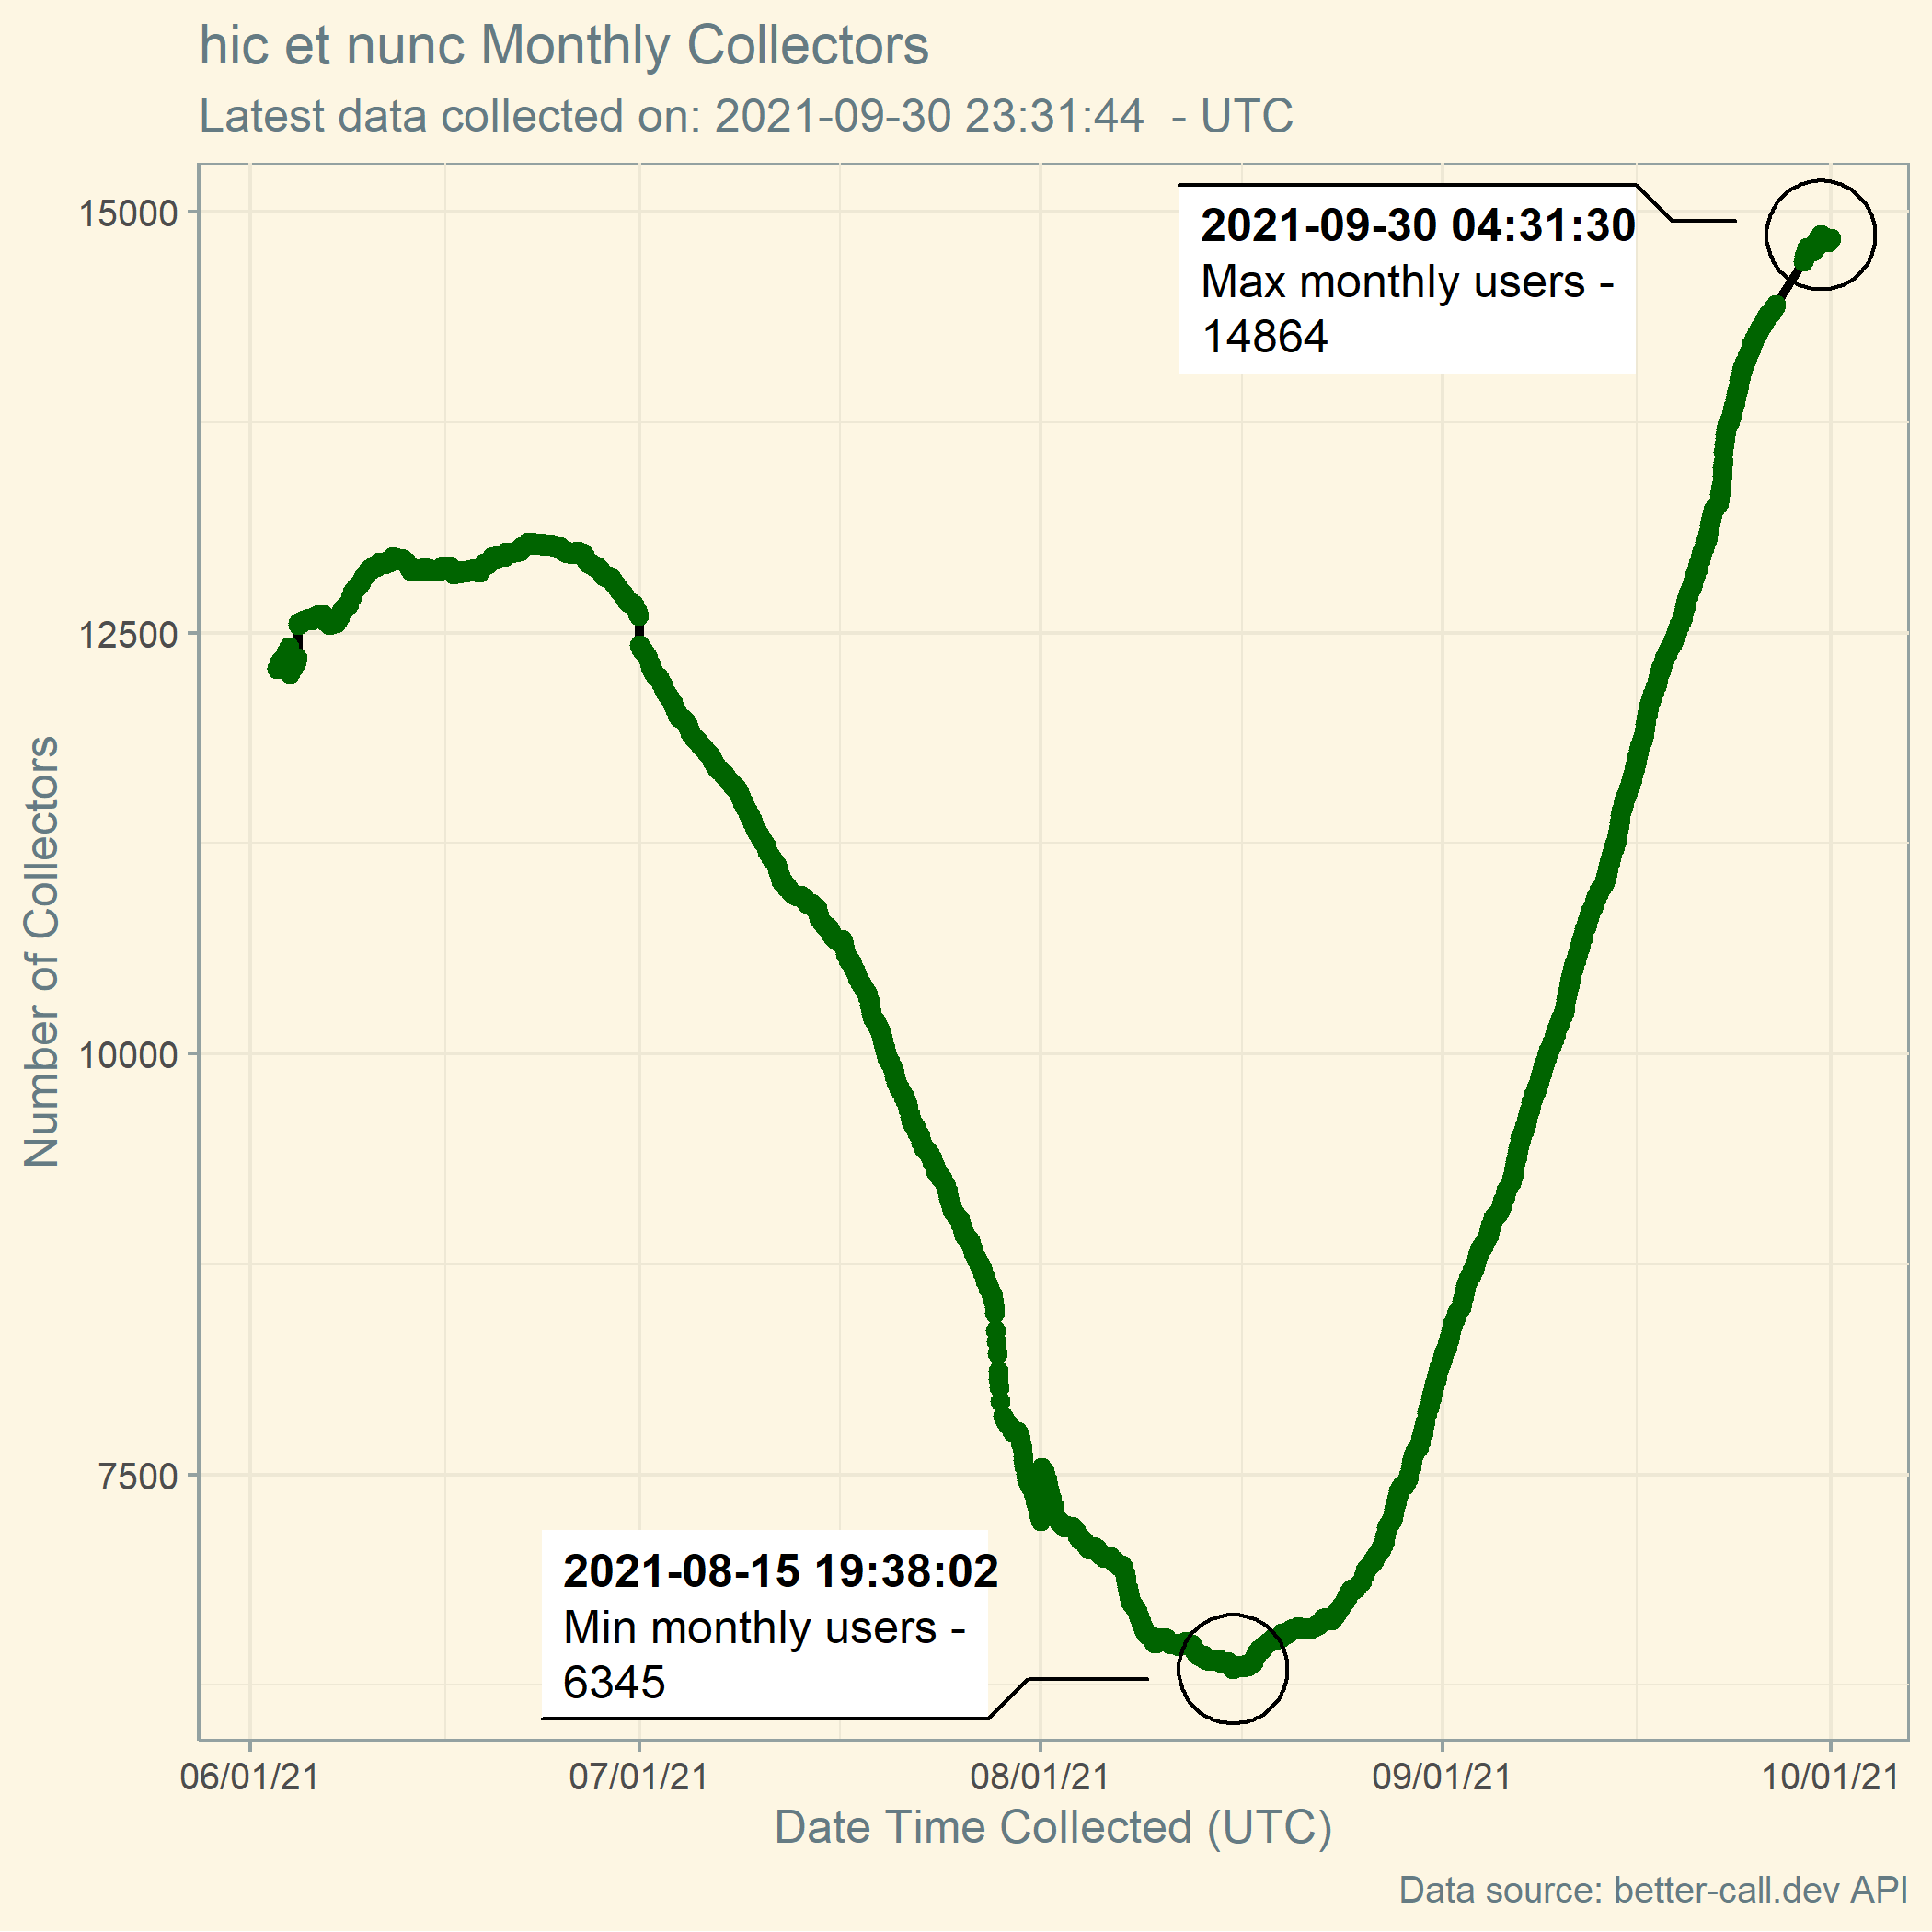 hic et nunc Monthly Collectors
Latest data collected on: 2021-09-30 23:31:44  - UTC
15000
12500
10000
7500
Number of Collectors
2021-09-30 04:31:30
Max monthly users -
14864
2021-08-15 19:38:02
Min monthly users -
6345
06/01/21
07/01/21
08/01/21
09/01/21
10/01/21
Date Time Collected (UTC)
Data source: better-call.dev API